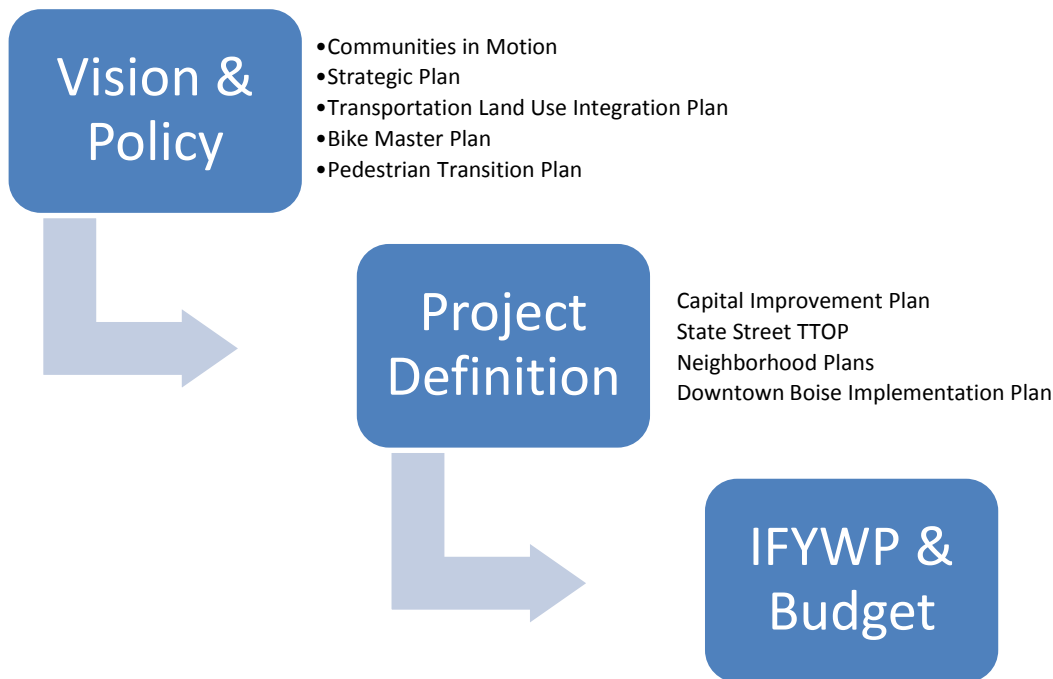 Vision &
Policy
•Communities in Motion
•Strategic Plan
•Transportation Land Use Integration Plan
•Bike Master Plan
•Pedestrian Transition Plan
Project
Definition
Capital Improvement Plan
State Street TTOP
Neighborhood Plans
Downtown Boise Implementation Plan
IFYWP &
Budget